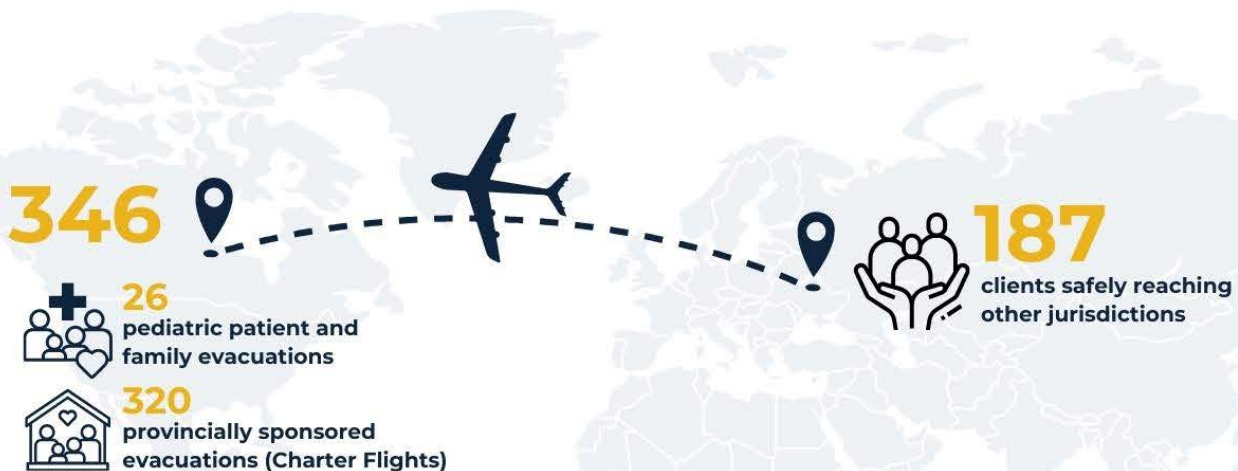 346
26
pediatric patient and
family evacuations
320
provincially sponsored
evacuations (Charter Flights)
187
clients safely reaching
other jurisdictions